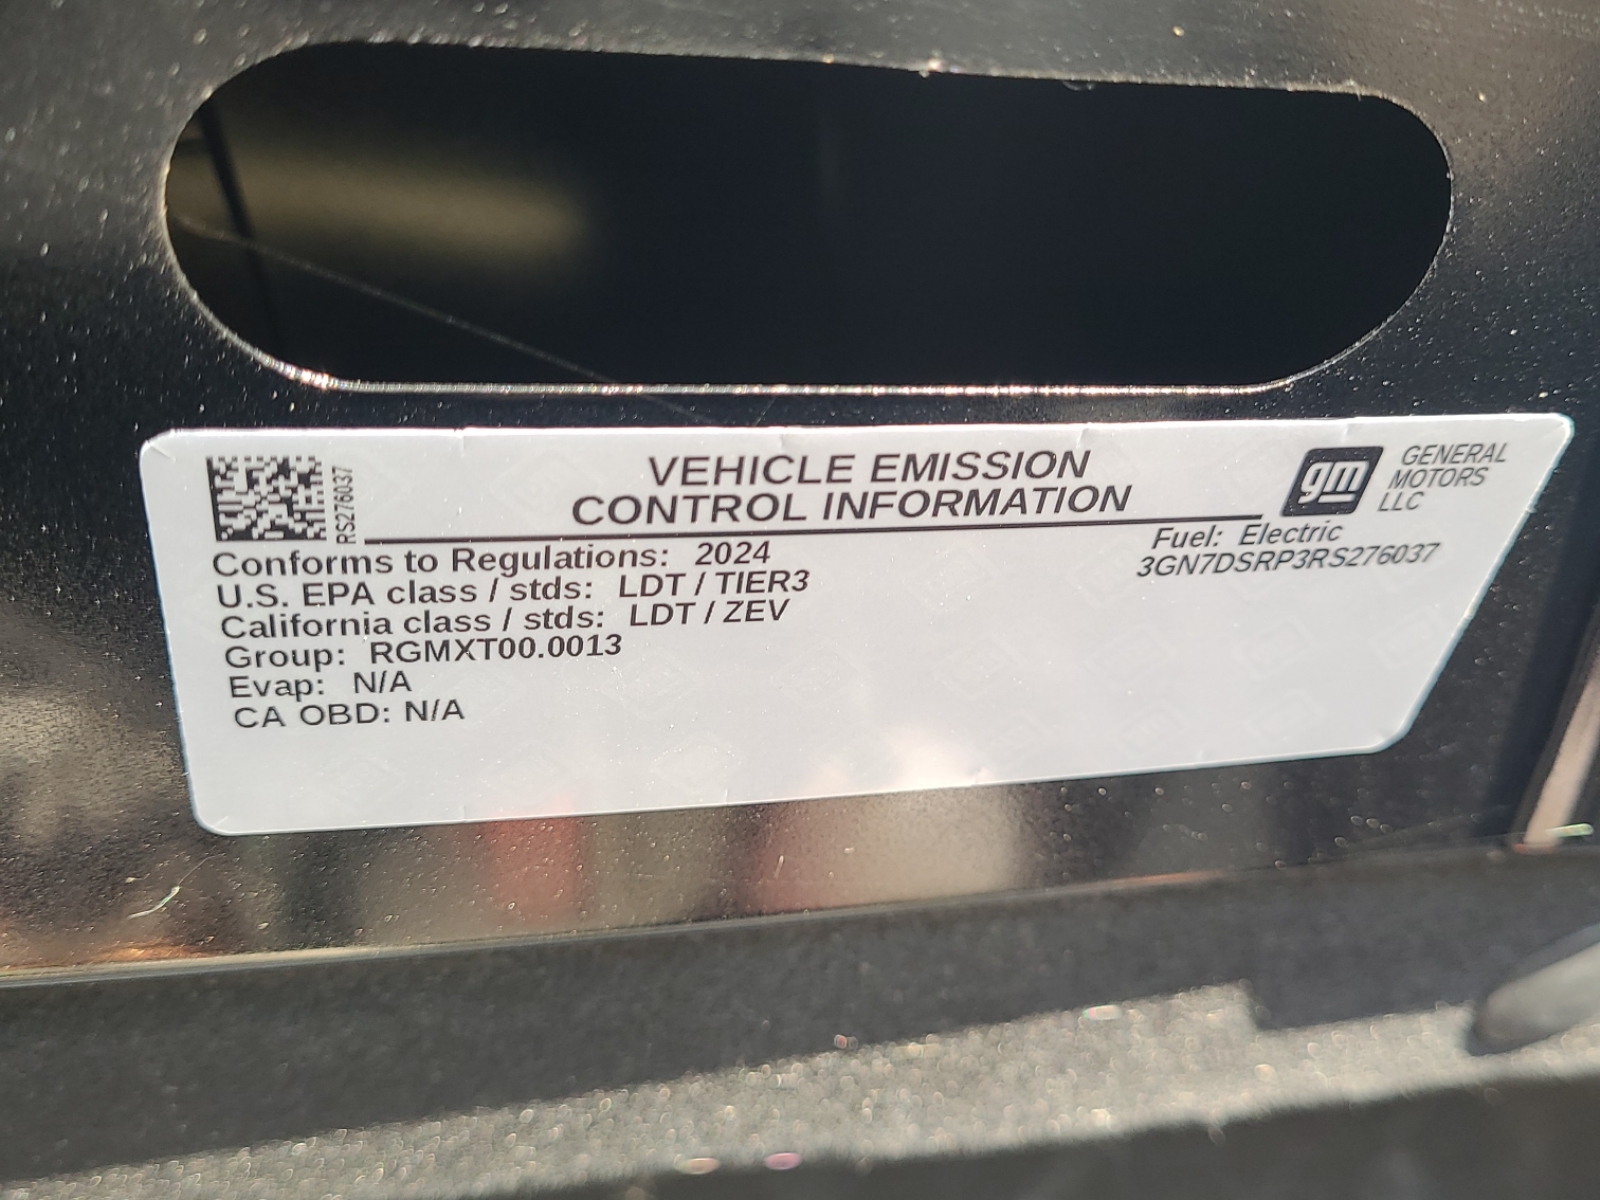 RS276037
VEHICLE EMISSION
CONTROL INFORMATION
gm
GENERAL
MOTORS
LLC
Conforms to Regulations: 2024
U.S. EPA class / stds: LDT / TIER3
California class / stds: LDT / ZEV
Group: RGMXT00.0013
Evap: N/A
CA OBD: N/A
Fuel: Electric
3GN7DSRP3RS276037